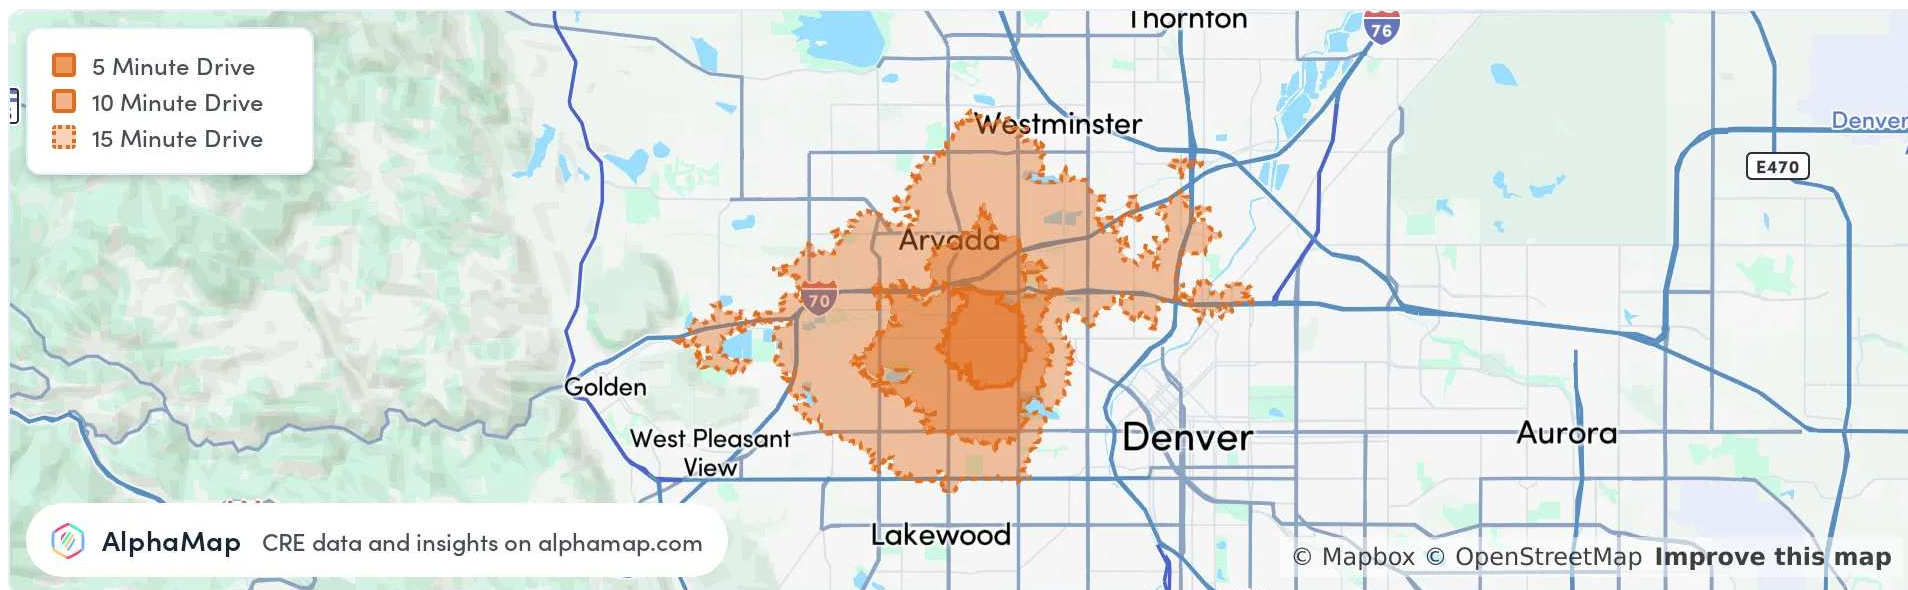 Thornton
76
5 Minute Drive
10 Minute Drive
15 Minute Drive
Westminster
Denver
E470
Arvada
70
Golden
West Pleasant
View
Denver
Aurora
Lakewood
AlphaMap CRE data and insights on alphamap.com
© Mapbox © OpenStreetMap Improve this map